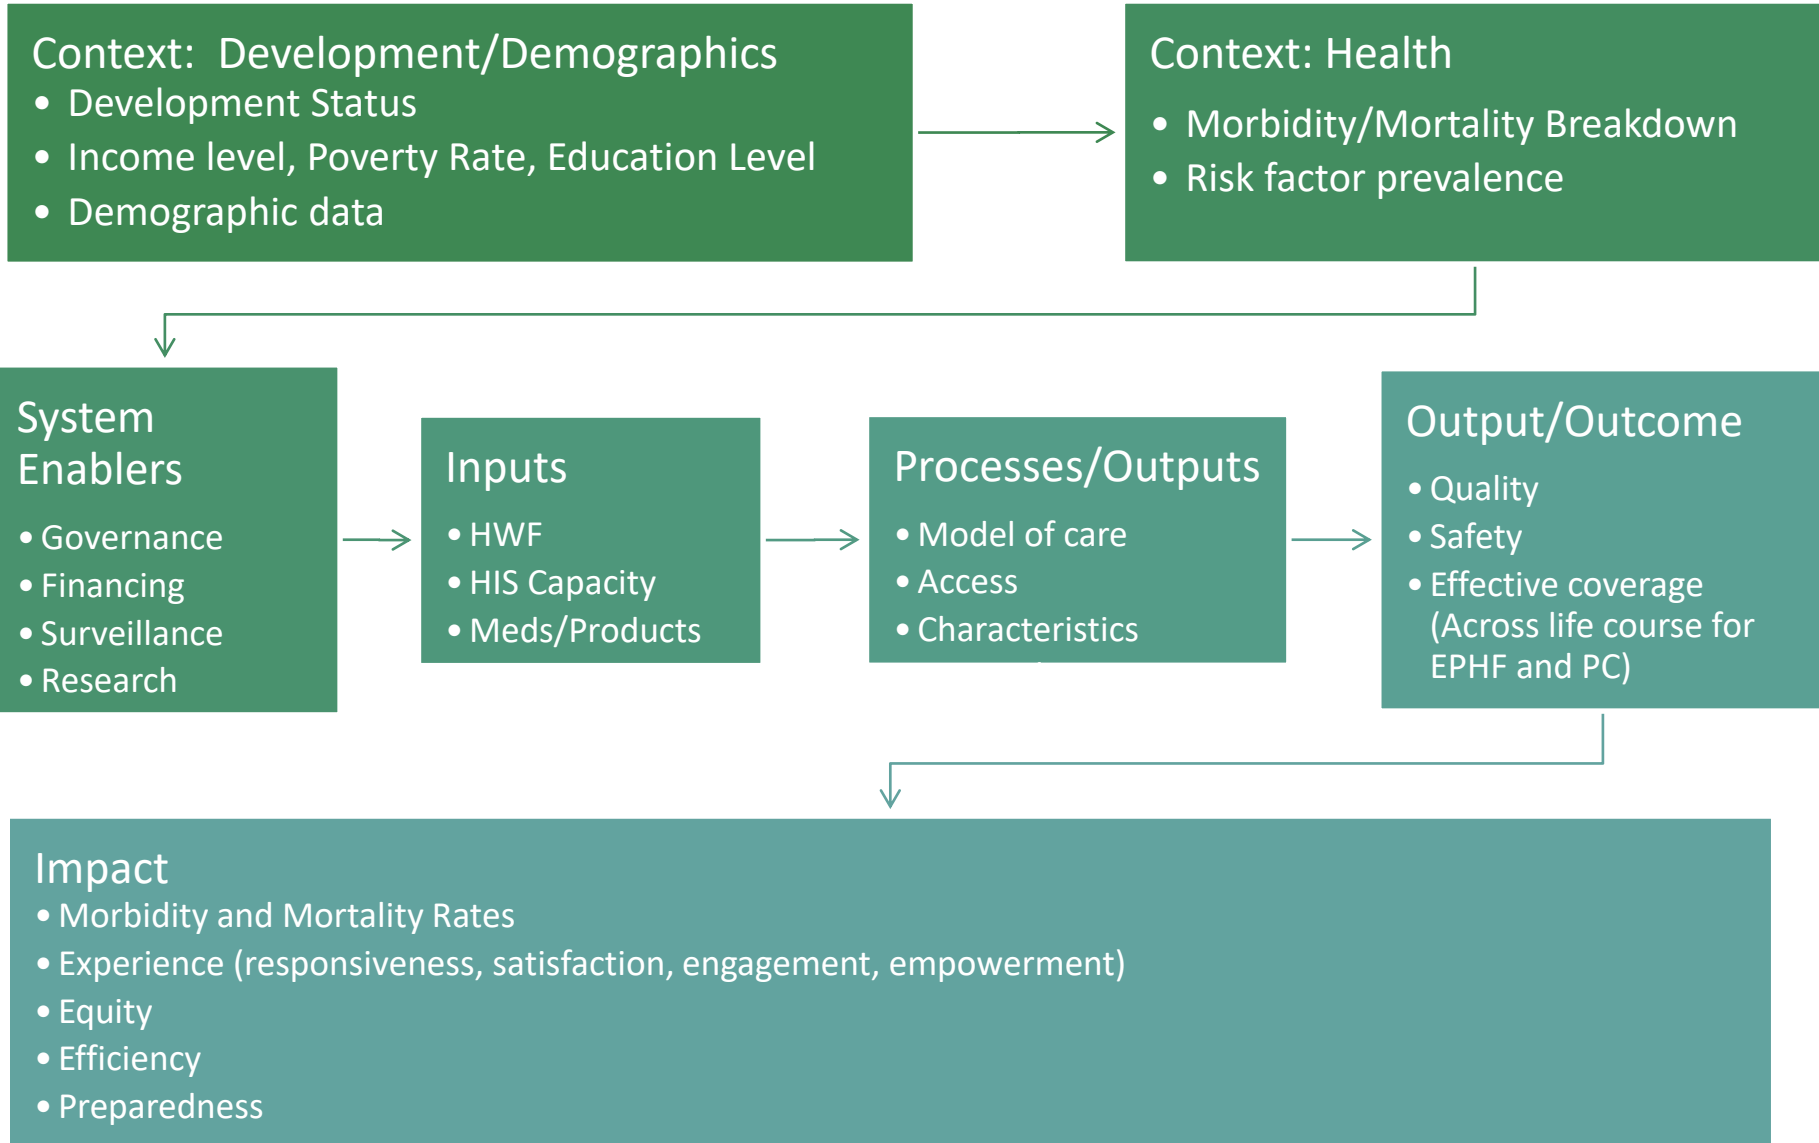 Context: Development/Demographics
• Development Status
• Income level, Poverty Rate, Education Level
• Demographic data
Context: Health
• Morbidity/Mortality Breakdown
• Risk factor prevalence
System
Enablers
• Governance
• Financing
• Surveillance
• Research
Inputs
• HWF
• HIS Capacity
• Meds/Products
Processes/Outputs
• Model of care
• Access
• Characteristics
Output/Outcome
• Quality
• Safety
• Effective coverage
(Across life course for
EPHF and PC)
Impact
• Morbidity and Mortality Rates
• Experience (responsiveness, satisfaction, engagement, empowerment)
• Equity
• Efficiency
• Preparedness